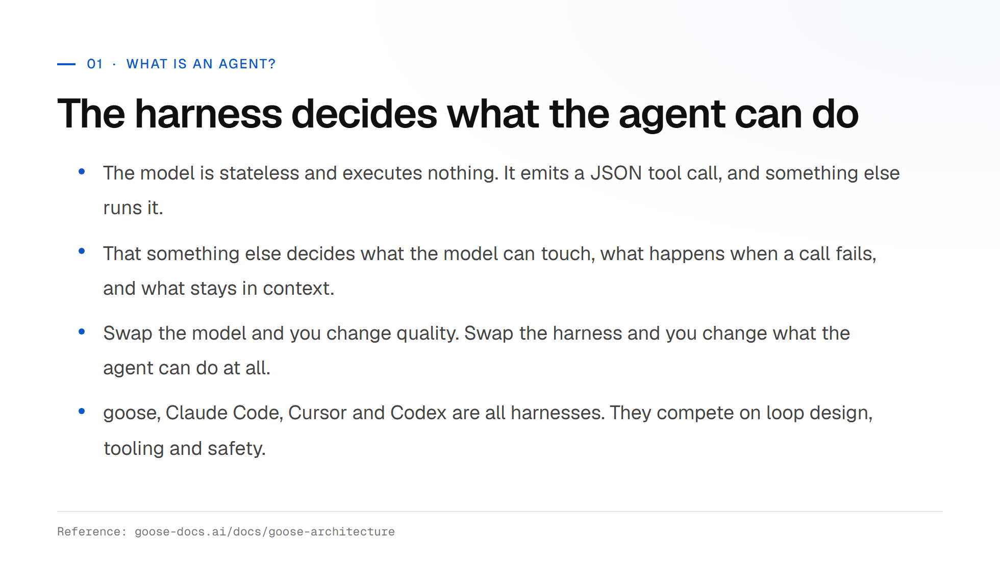 01 · WHAT IS AN AGENT?
The harness decides what the agent can do
• The model is stateless and executes nothing. It emits a JSON tool call, and something else
runs it.
• That something else decides what the model can touch, what happens when a call fails,
and what stays in context.
• Swap the model and you change quality. Swap the harness and you change what the
agent can do at all.
• goose, Claude Code, Cursor and Codex are all harnesses. They compete on loop design,
tooling and safety.
Reference: goose-docs.ai/docs/goose-architecture